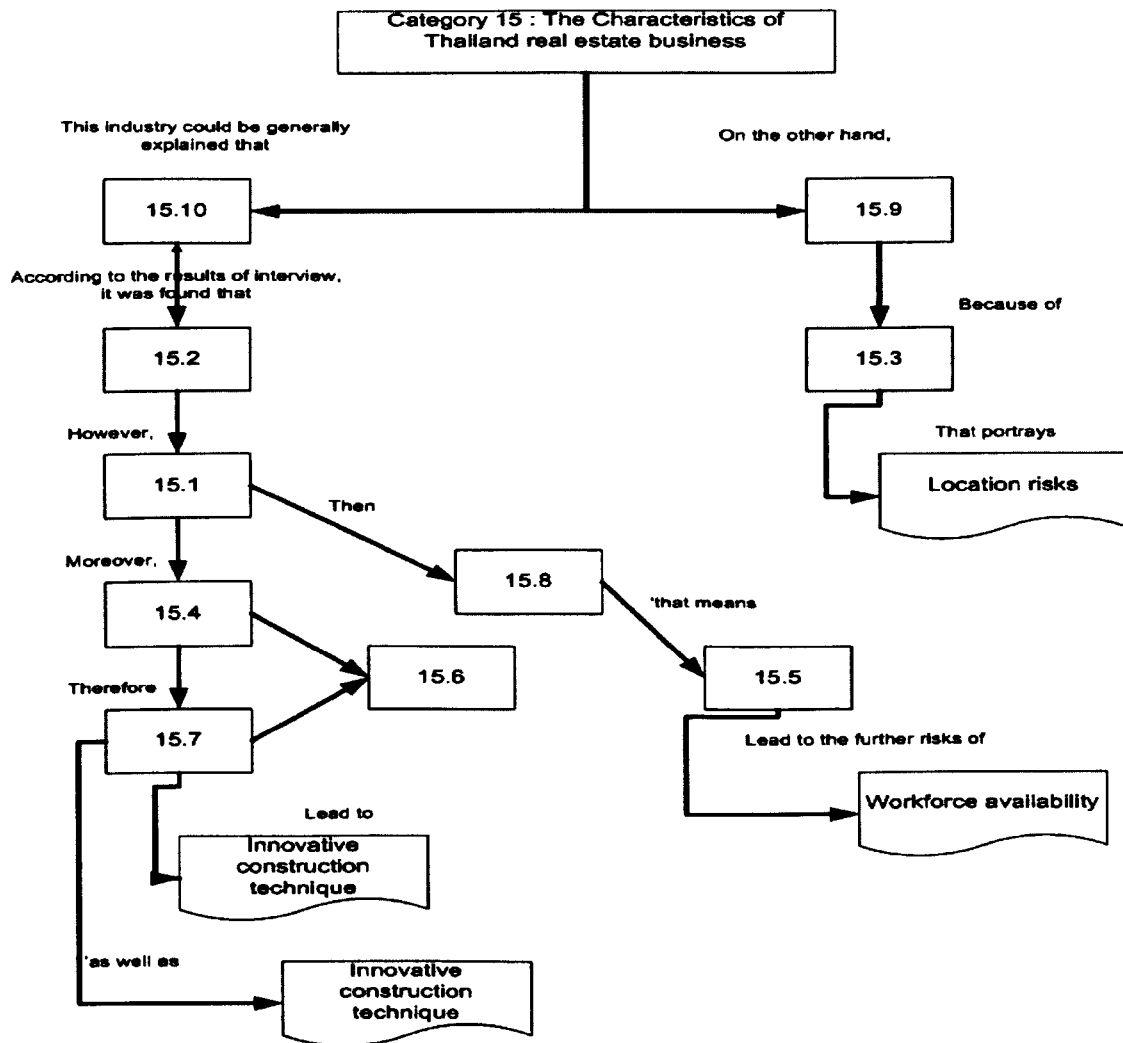 Category 15 : The Characteristics of
Thailand real estate business
This industry could be generally
explained that
On the other hand,
15.10
15.9
According to the results of interview,
it was found that
Because of
15.2
15.3
However,
That portrays
15.1
Location risks
Then
Moreover,
15.8
15.4
'that means
Therefore
15.6
15.5
15.7
Lead to the further risks of
Workforce availability
Lead to
Innovative
construction
technique
'as well as
Innovative
construction
technique